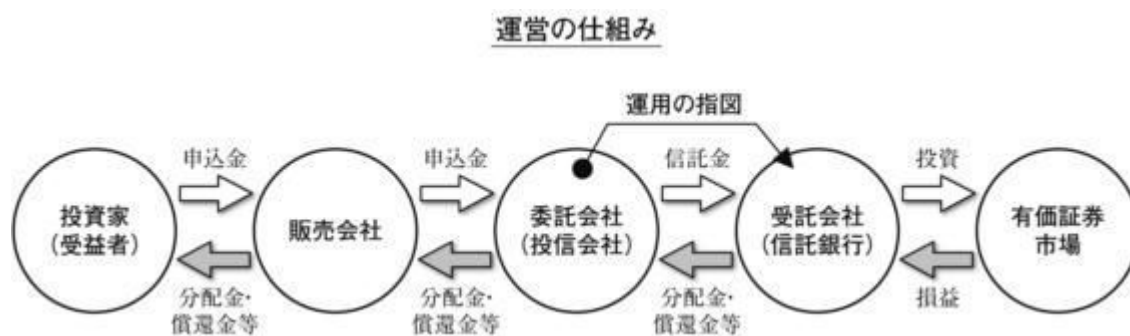 運営の仕組み
運用の指図
申込金
申込金
信託金
投資
投資家
(受益者)
販売会社
委託会社
(投信会社)
受託会社
(信託銀行)
有価証券
市場
分配金・
償還金等
分配金・
償還金等
分配金・
償還金等
損益